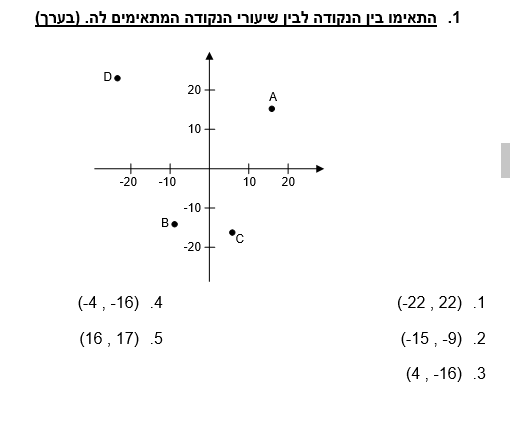 1. התאימו בין הנקודה לבין שיעורי הנקודה המתאימים לה. (בערך)
D
20
A
10
-20 -10 10 20
-10
B
C
-20
1. (-22 , 22)
4. (-4 , -16)
2. (-15 , -9)
5. (16 , 17)
3. (4 , -16)